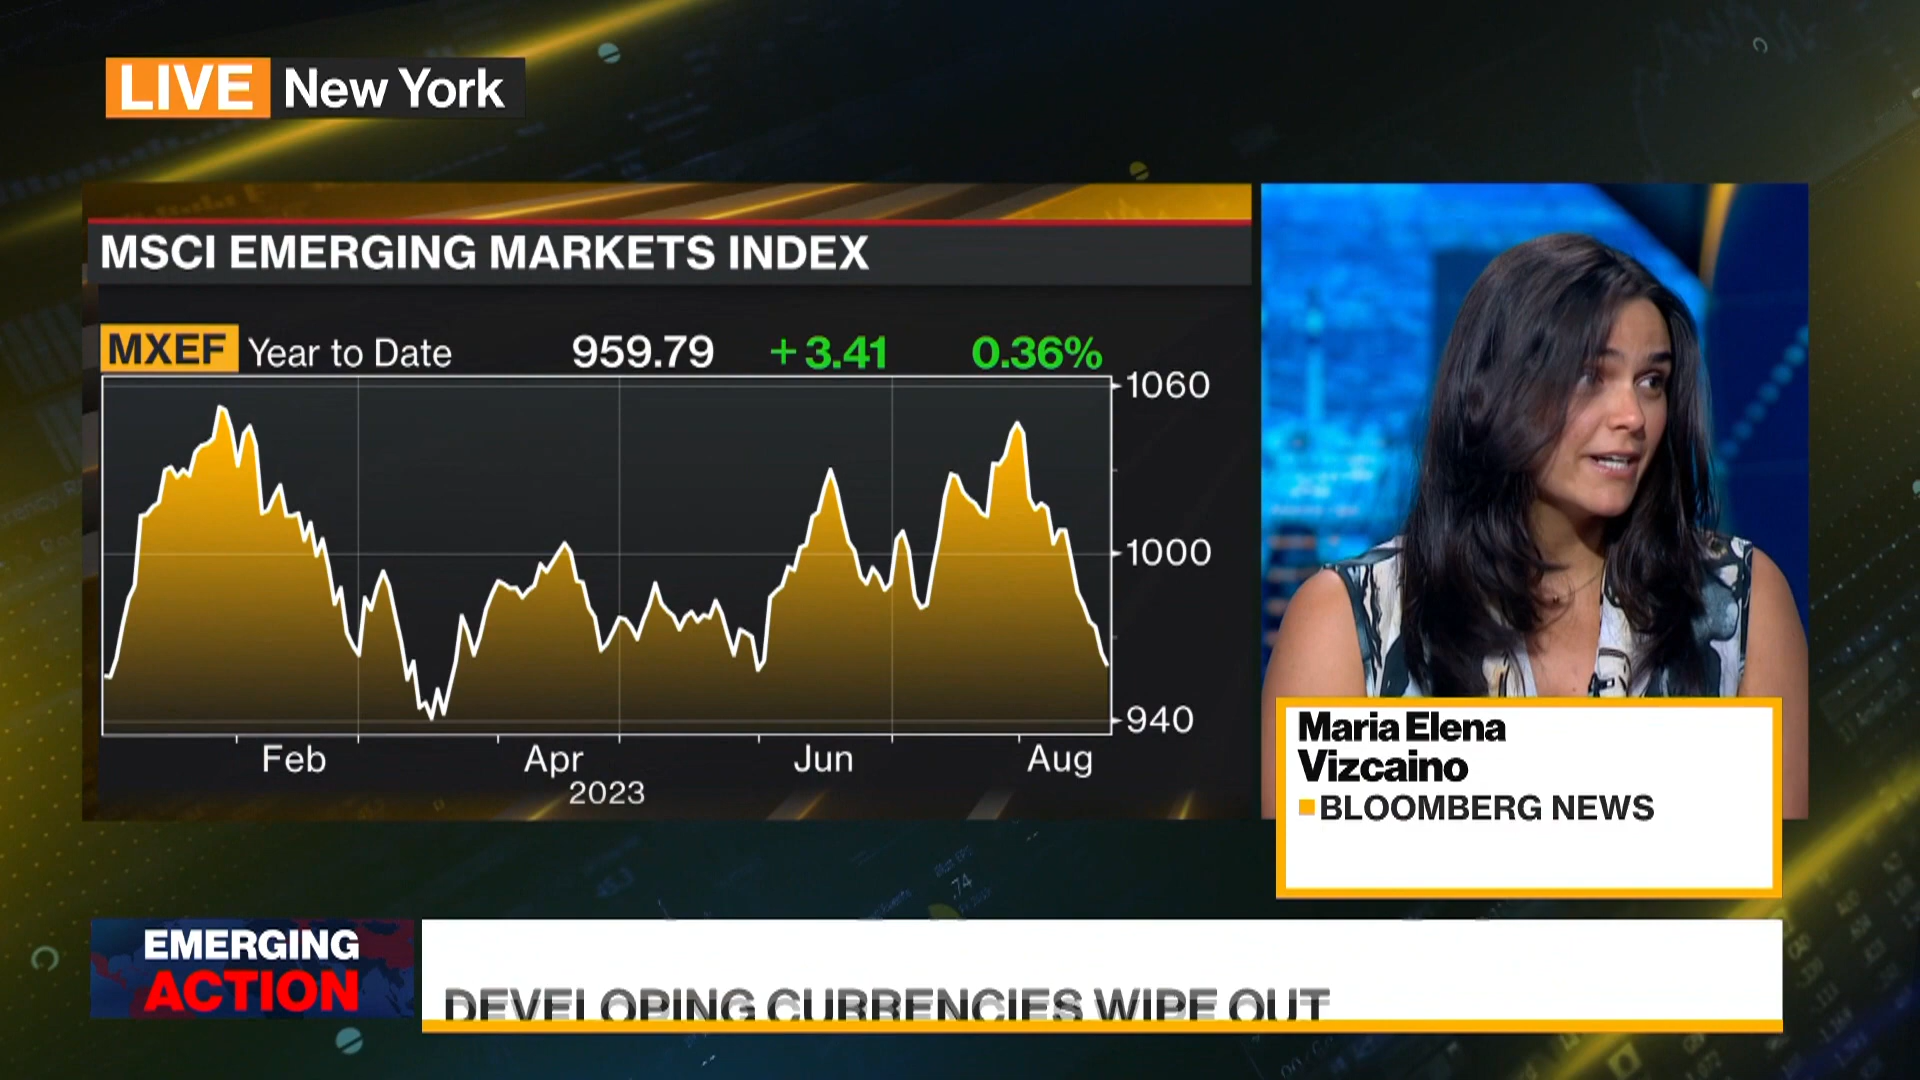 LIVE New York
MSCI EMERGING MARKETS INDEX
MXEF Year to Date 959.79 +3.41 0.36%
1060
1000
940
Feb Apr Jun Aug
2023
Maria Elena
Vizcaino
BLOOMBERG NEWS
EMERGING
ACTION
DEVELOPING CURRENCIES WIPE OUT